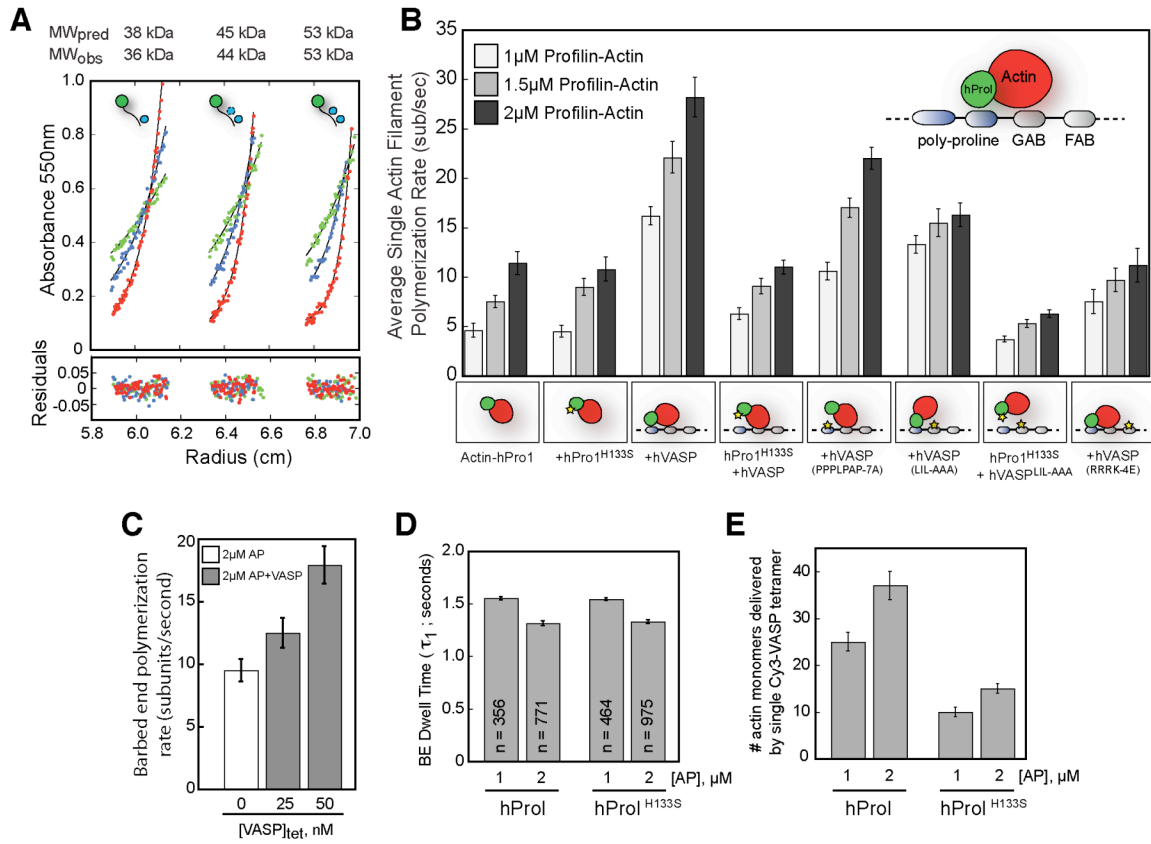 A
MWpred 38 kDa 45 kDa 53 kDa
MWobs 36 kDa 44 kDa 53 kDa
Absorbance 550nm
1.0
0.8
0.6
0.4
0.2
0
Residuals
0.05
0
-0.05
5.8 6.0 6.2 6.4 6.6 6.8 7.0
Radius (cm)
B
Average Single Actin Filament
Polymerization Rate (sub/sec)
35
30
25
20
15
10
5
0
1μM Profilin-Actin
1.5μM Profilin-Actin
2μM Profilin-Actin
hProI
Actin
poly-proline GAB FAB
Actin-hPro1
+hPro1H133S
+hVASP
hPro1H133S
+hVASP
+hVASP
(PPPLPAP-7A)
+hVASP
(LIL-AAA)
hPro1H133S
+ hVASPLIL-AAA
+hVASP
(RRRK-4E)
C
Barbed end polymerization
rate (subunits/second)
20
15
10
5
0
2μM AP
2μM AP+VASP
0 25 50
[VASP]tet, nM
D
BE Dwell Time (τ1 ; seconds)
2.0
1.5
1.0
0.5
0
n = 356
n = 771
n = 464
n = 975
1 2 1 2 [AP], μM
hProI hProI H133S
E
# actin monomers delivered
by single Cy3-VASP tetramer
40
30
20
10
0
1 2 1 2 [AP], μM
hProI hProI H133S